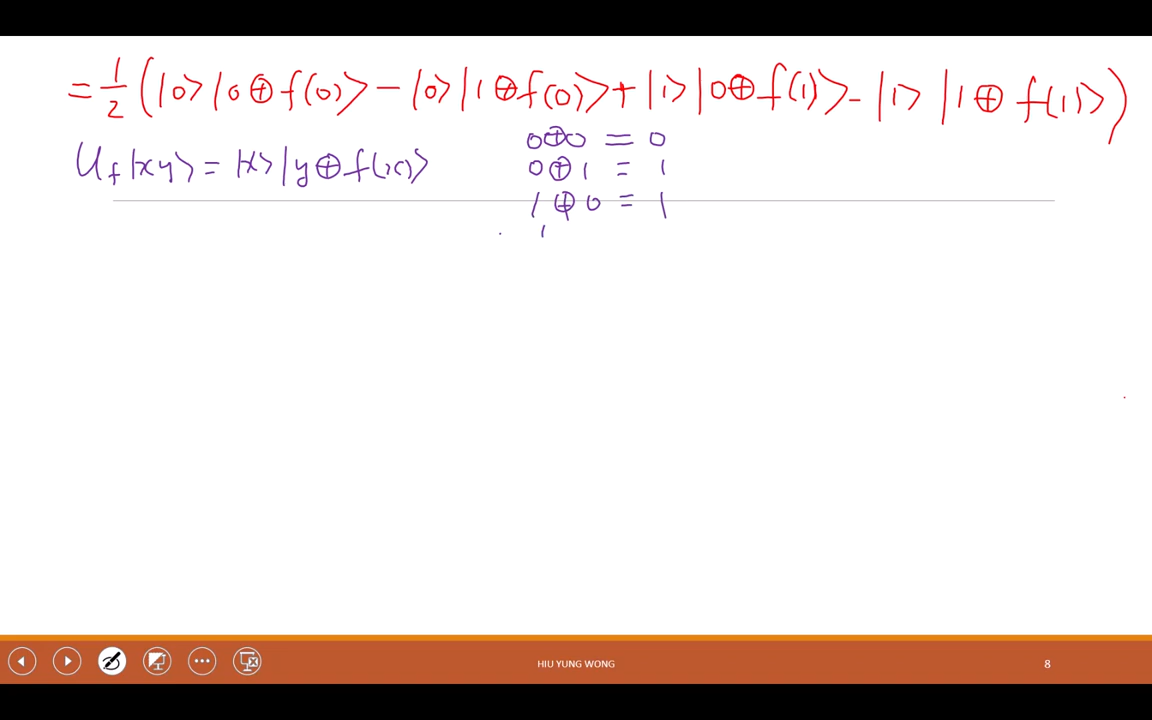 = 1/2 (|0>|0⊕f(0)> - |0>|1⊕f(0)> + |1>|0⊕f(1)> - |1>|1⊕f(1)>)
U_f|xy> = |x>|y⊕f(x)>
0⊕0 = 0
0⊕1 = 1
1⊕0 = 1
1
HIU YUNG WONG
8